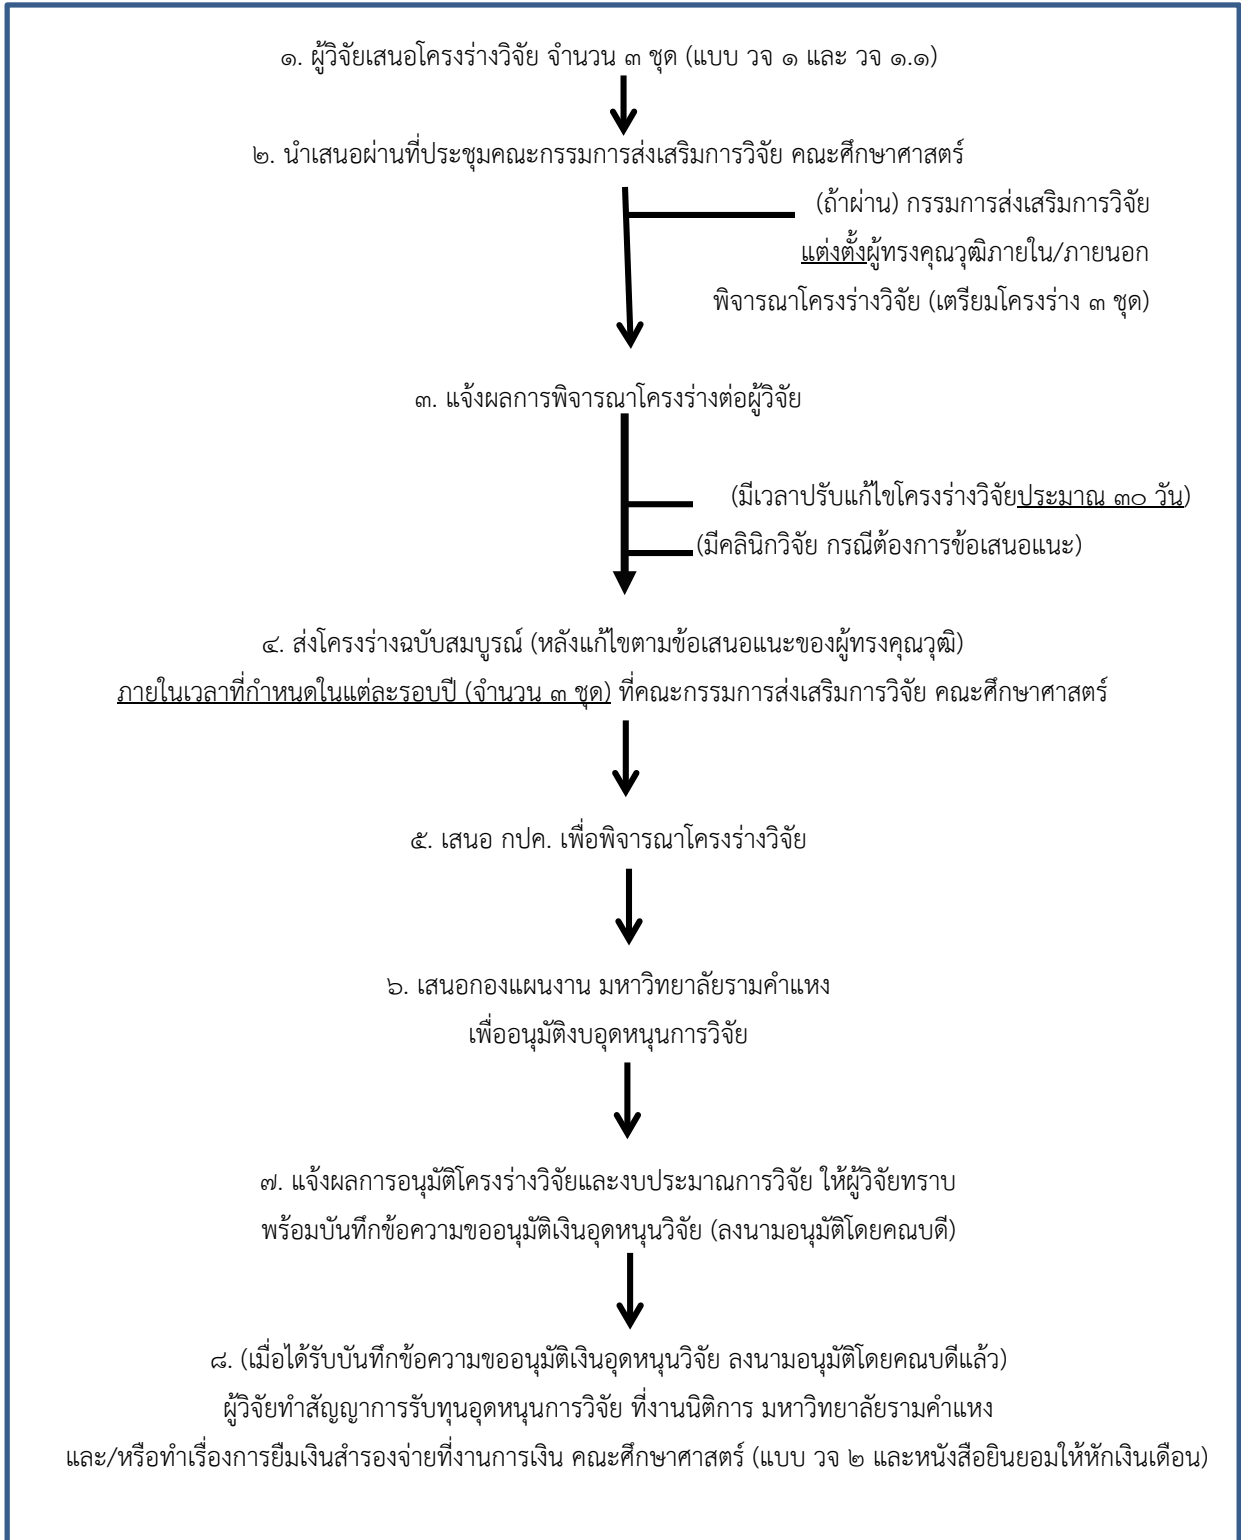 ๑. ผู้วิจัยเสนอโครงร่างวิจัย จำนวน ๓ ชุด (แบบ วจ ๑ และ วจ ๑.๑)
๒. นำเสนอผ่านที่ประชุมคณะกรรมการส่งเสริมการวิจัย คณะศึกษาศาสตร์
(ถ้าผ่าน) กรรมการส่งเสริมการวิจัย
แต่งตั้งผู้ทรงคุณวุฒิภายใน/ภายนอก
พิจารณาโครงร่างวิจัย (เตรียมโครงร่าง ๓ ชุด)
๓. แจ้งผลการพิจารณาโครงร่างต่อผู้วิจัย
(มีเวลาปรับแก้ไขโครงร่างวิจัยประมาณ ๓๐ วัน)
(มีคลินิกวิจัย กรณีต้องการข้อเสนอแนะ)
๔. ส่งโครงร่างฉบับสมบูรณ์ (หลังแก้ไขตามข้อเสนอแนะของผู้ทรงคุณวุฒิ)
ภายในเวลาที่กำหนดในแต่ละรอบปี (จำนวน ๓ ชุด) ที่คณะกรรมการส่งเสริมการวิจัย คณะศึกษาศาสตร์
๕. เสนอ กปค. เพื่อพิจารณาโครงร่างวิจัย
๖. เสนอกองแผนงาน มหาวิทยาลัยรามคำแหง
เพื่ออนุมัติงบอุดหนุนการวิจัย
๗. แจ้งผลการอนุมัติโครงร่างวิจัยและงบประมาณการวิจัย ให้ผู้วิจัยทราบ
พร้อมบันทึกข้อความขออนุมัติเงินอุดหนุนวิจัย (ลงนามอนุมัติโดยคณบดี)
๘. (เมื่อได้รับบันทึกข้อความขออนุมัติเงินอุดหนุนวิจัย ลงนามอนุมัติโดยคณบดีแล้ว)
ผู้วิจัยทำสัญญาการรับทุนอุดหนุนการวิจัย ที่งานนิติการ มหาวิทยาลัยรามคำแหง
และ/หรือทำเรื่องการยืมเงินสำรองจ่ายที่งานการเงิน คณะศึกษาศาสตร์ (แบบ วจ ๒ และหนังสือยินยอมให้หักเงินเดือน)